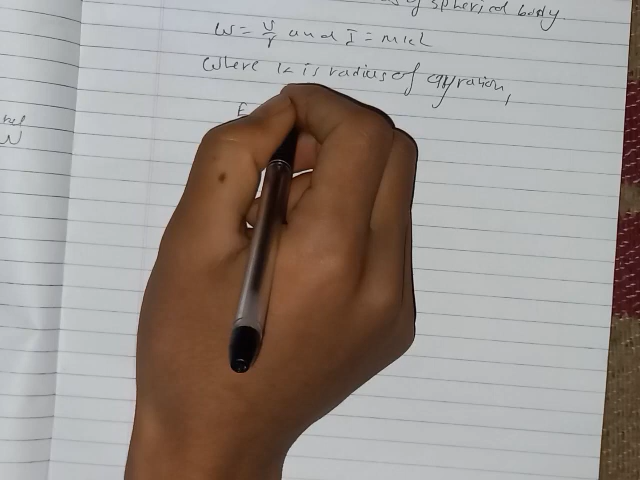 of spherical body.
w = v/r and I = mk2
where k is radius of gyration,
E